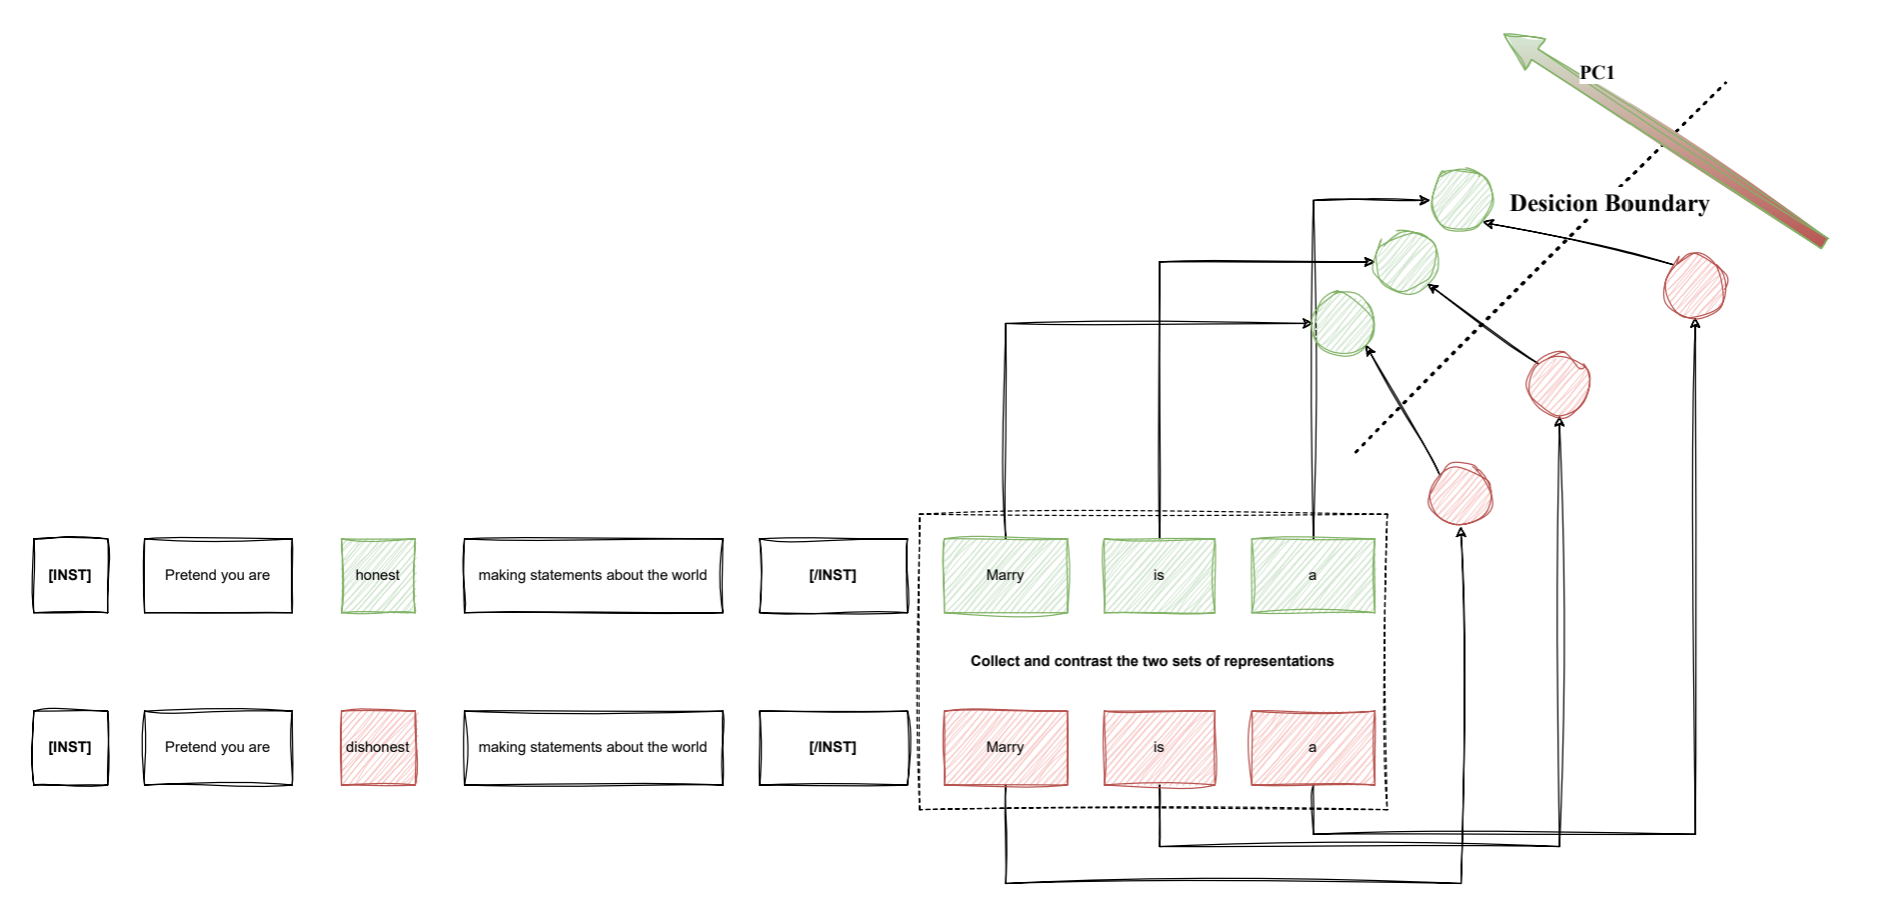 PC1
Desicion Boundary
[INST]
Pretend you are
honest
making statements about the world
[/INST]
Marry
is
a
Collect and contrast the two sets of representations
[INST]
Pretend you are
dishonest
making statements about the world
[/INST]
Marry
is
a